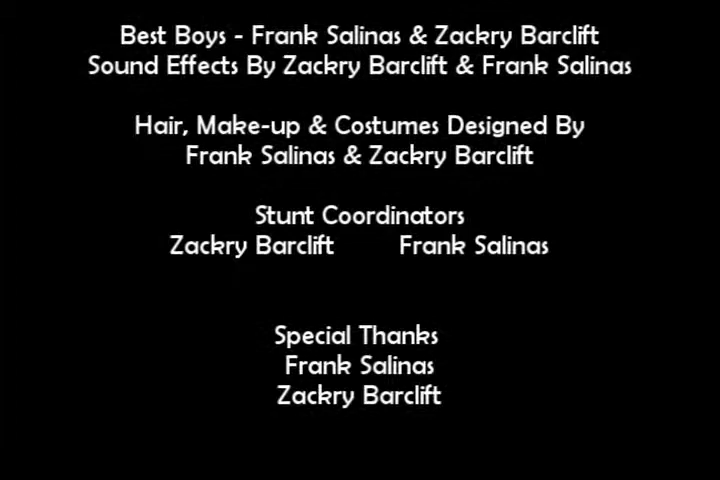 Best Boys - Frank Salinas & Zackry Barclift
Sound Effects By Zackry Barclift & Frank Salinas
Hair, Make-up & Costumes Designed By
Frank Salinas & Zackry Barclift
Stunt Coordinators
Zackry Barclift Frank Salinas
Special Thanks
Frank Salinas
Zackry Barclift